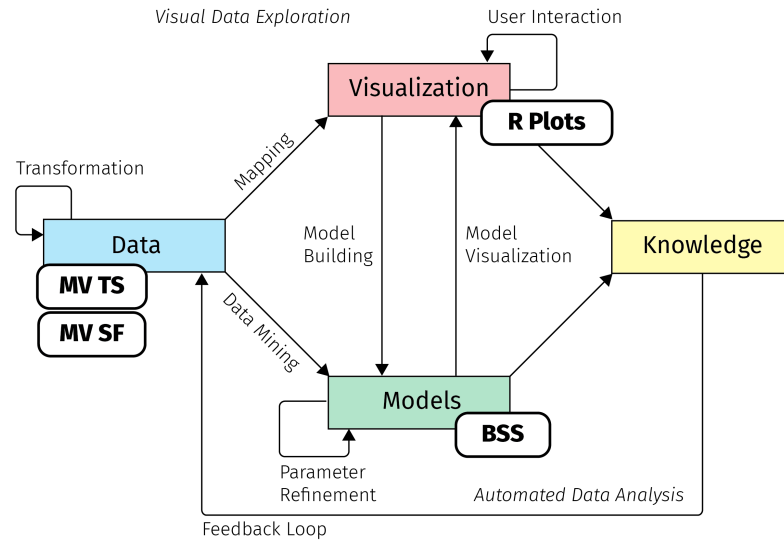 Visual Data Exploration
User Interaction
Visualization
R Plots
Mapping
Transformation
Data
MV TS
MV SF
Model
Building
Model
Visualization
Knowledge
Data Mining
Models
BSS
Parameter
Refinement
Automated Data Analysis
Feedback Loop